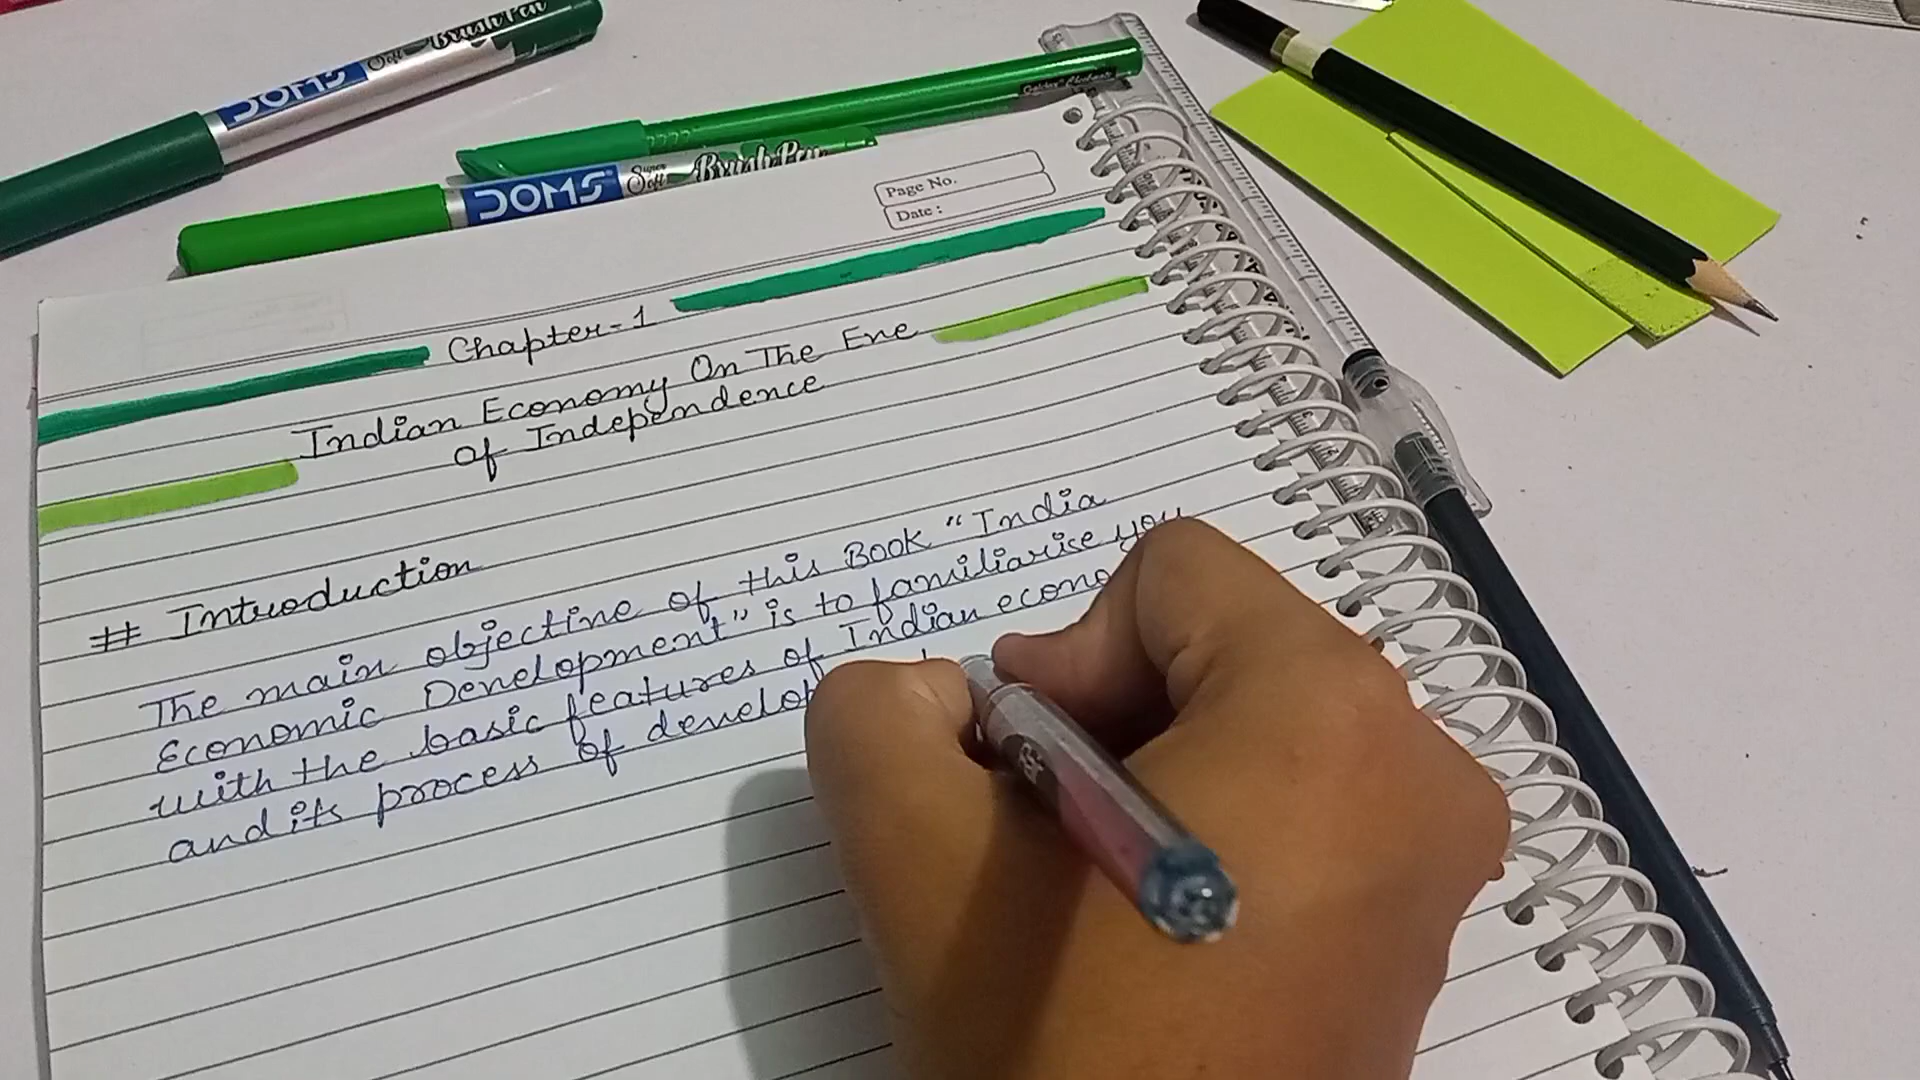 DOMS Soft Brush Pen
DOMS Super Soft Brush Pen
Page No.
Date :
Chapter-1
Indian Economy On The Eve
of Independence
# Introduction
The main objective of this Book "India
Economic Development" is to familiarise you
with the basic features of Indian
and its process of